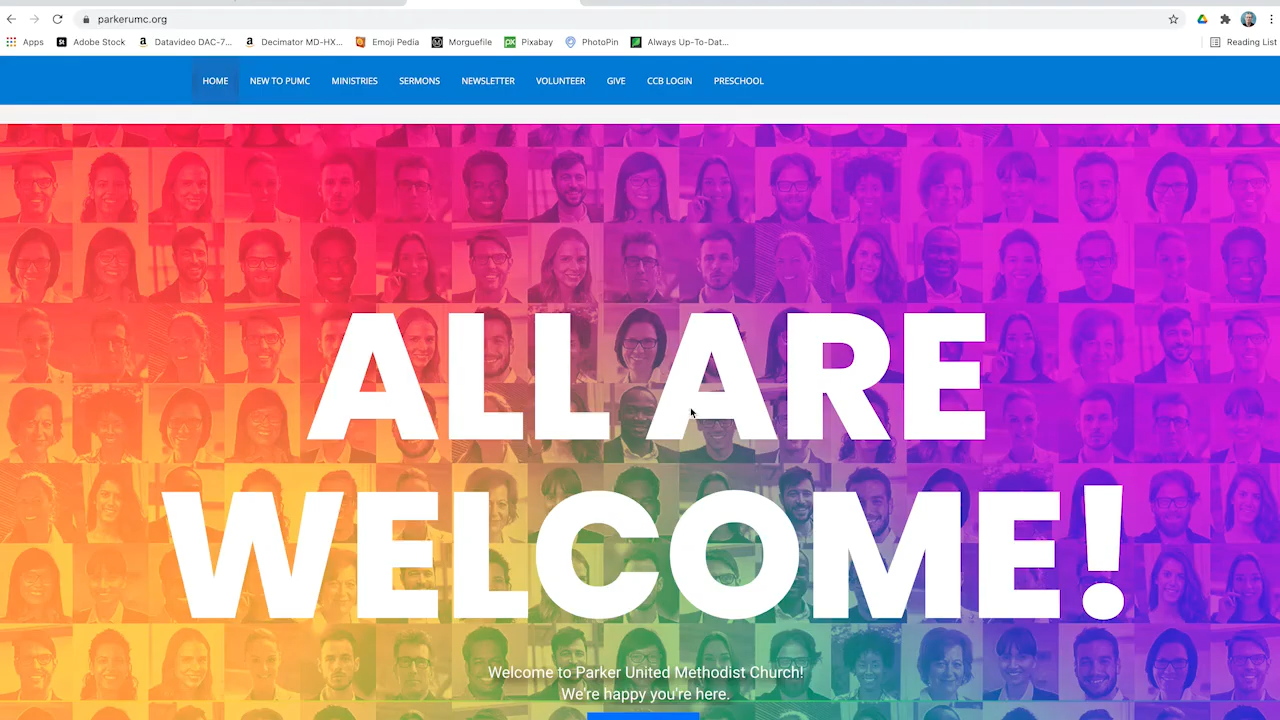 parkerumc.org
Apps Adobe Stock Datavideo DAC-7... Decimator MD-HX... Emoji Pedia Morguefile Pixabay PhotoPin Always Up-To-Dat... Reading List
HOME NEW TO PUMC MINISTRIES SERMONS NEWSLETTER VOLUNTEER GIVE CCB LOGIN PRESCHOOL
ALL ARE
WELCOME!
Welcome to Parker United Methodist Church!
We're happy you're here.